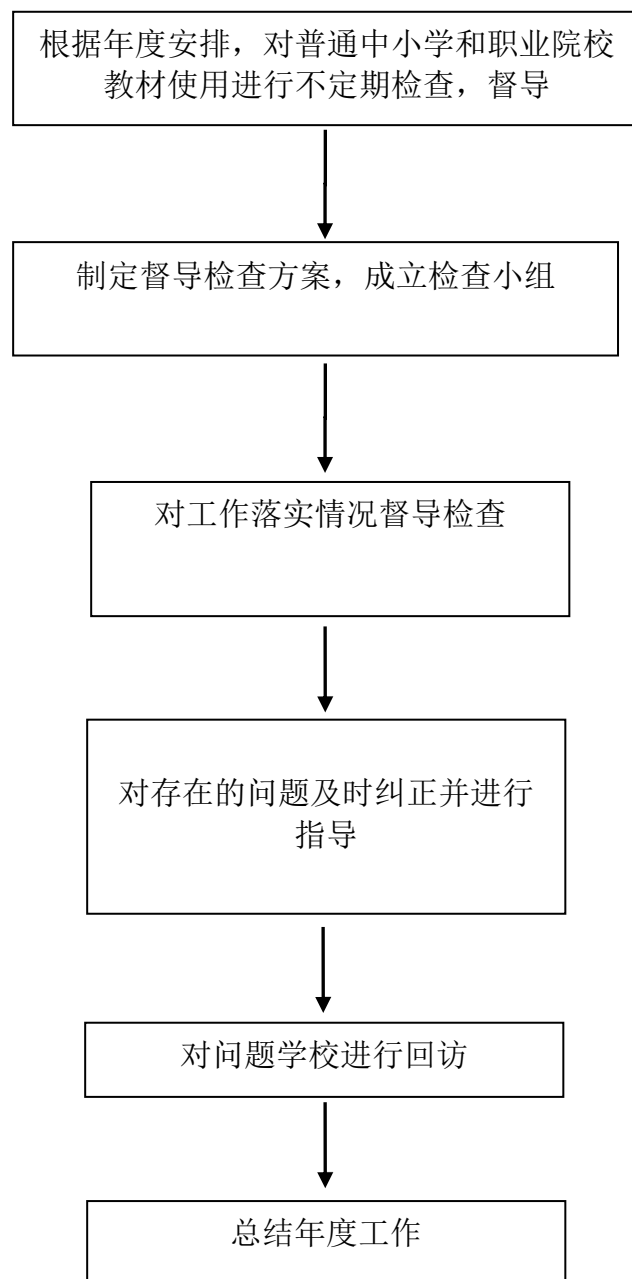 根据年度安排，对普通中小学和职业院校
教材使用进行不定期检查，督导
制定督导检查方案，成立检查小组
对工作落实情况督导检查
对存在的问题及时纠正并进行
指导
对问题学校进行回访
总结年度工作